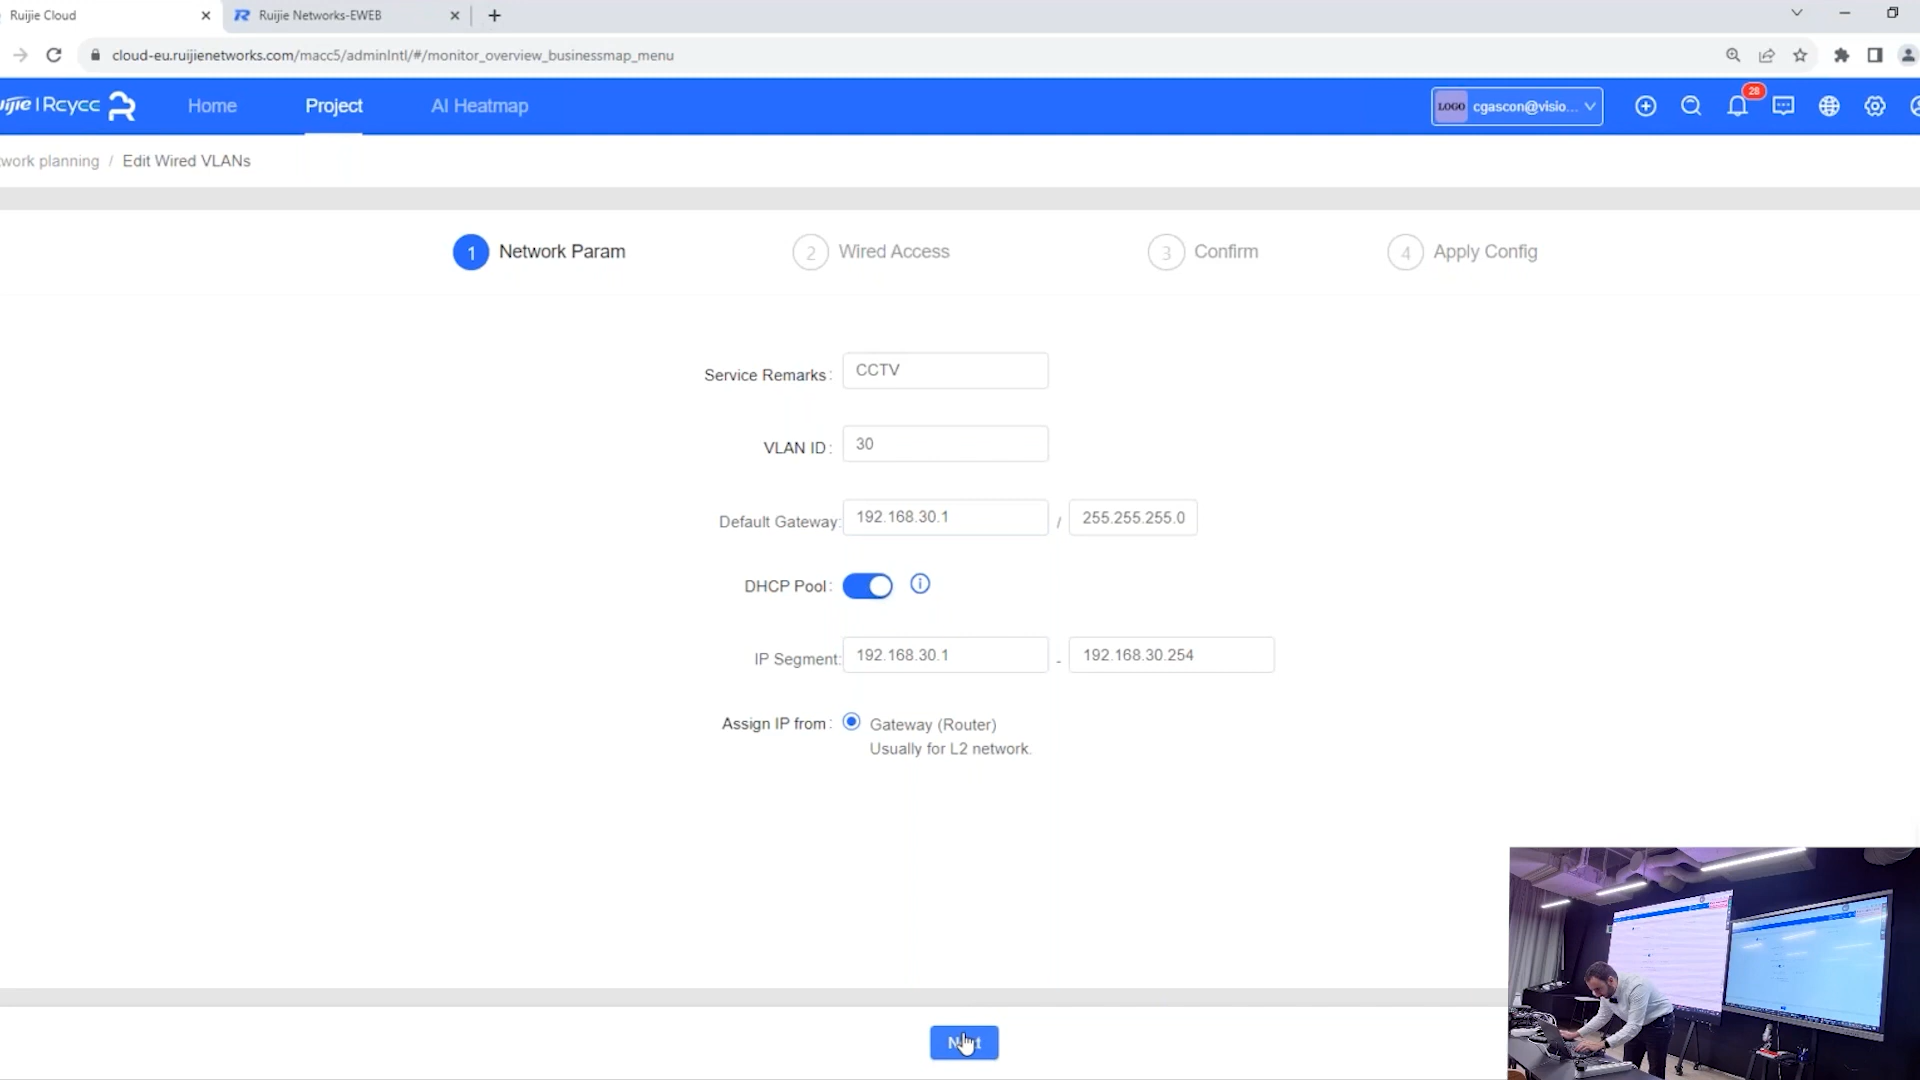 Ruijie Cloud
Ruijie Networks-EWEB
cloud-eu.ruijienetworks.com/macc5/adminIntl/#/monitor_overview_businessmap_menu
uijie | Rcycc
Home
Project
AI Heatmap
LOGO
cgascon@visio...
28
twork planning / Edit Wired VLANs
1 Network Param
2 Wired Access
3 Confirm
4 Apply Config
Service Remarks: CCTV
VLAN ID: 30
Default Gateway: 192.168.30.1 / 255.255.255.0
DHCP Pool:
IP Segment: 192.168.30.1 - 192.168.30.254
Assign IP from: Gateway (Router)
Usually for L2 network.
Next